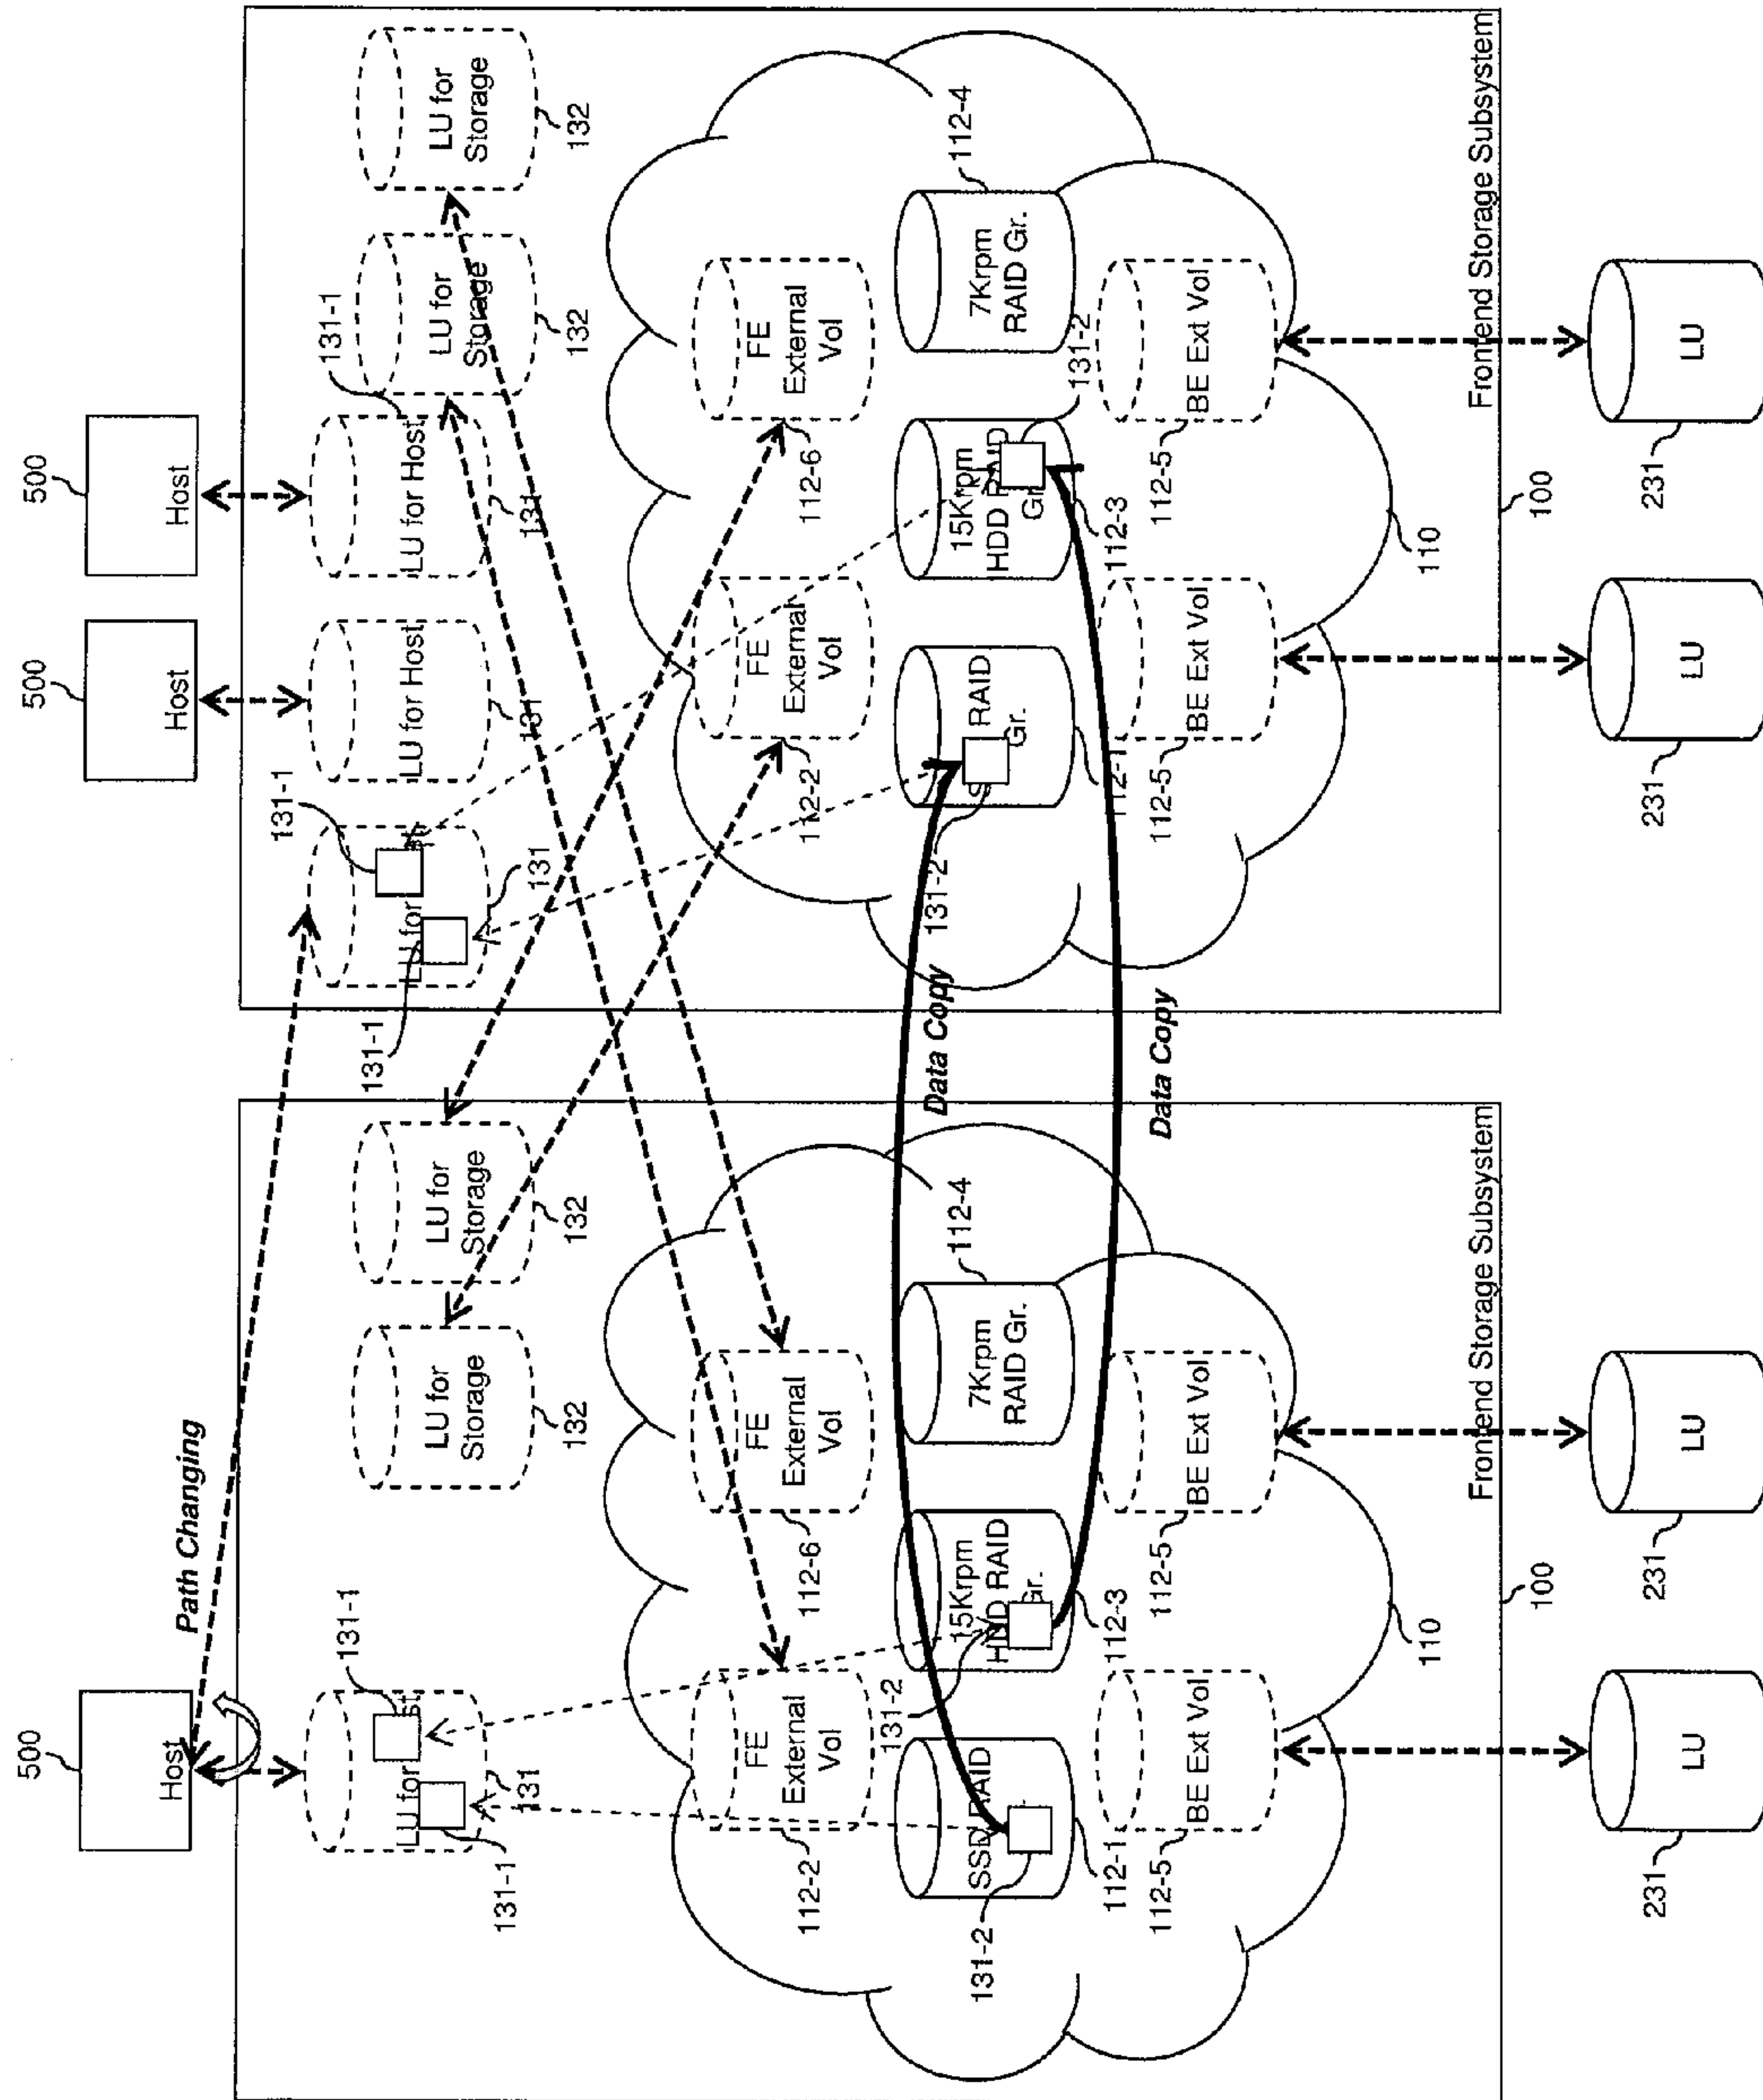 500
Host
Path Changing
131-1
LU for
st
131
131-1
LU for
Storage
132
LU for
Storage
132
FE
External
Vol
112-2
FE
External
Vol
112-6
SSD RAID
131-2
112-1
15Krpm
HDD RAID
Gr.
131-2
112-3
7Krpm
RAID Gr.
112-4
BE Ext Vol
112-5
BE Ext Vol
112-5
110
Frontend Storage Subsystem
100
LU
231
LU
231
Data Copy
Data Copy
500
Host
500
Host
131-1
LU for
st
131
131-1
LU for Host
131
LU for Host
131
131-1
LU for
Storage
132
LU for
Storage
132
FE
External
Vol
112-2
FE
External
Vol
112-6
S
RAID
Gr.
131-2
112-1
15Krpm
HDD RAID
Gr.
131-2
112-3
7Krpm
RAID Gr.
112-4
BE Ext Vol
112-5
BE Ext Vol
112-5
110
Frontend Storage Subsystem
100
LU
231
LU
231